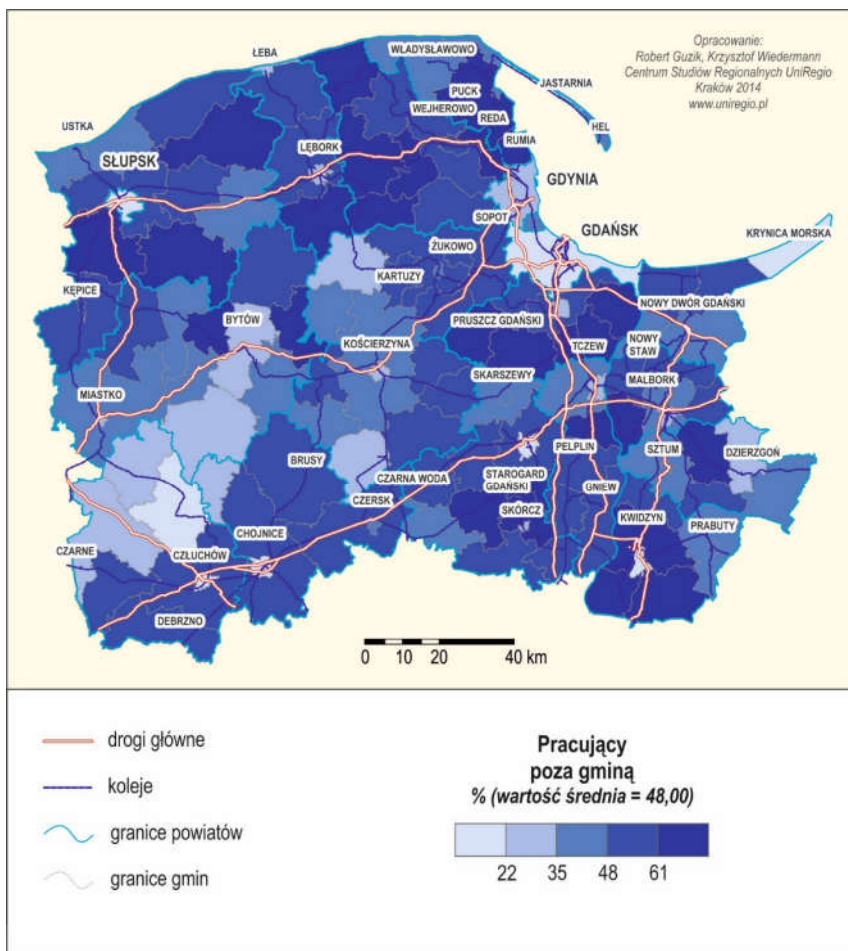 Opracowanie:
Robert Guzik, Krzysztof Wiedermann
Centrum Studiów Regionalnych UniRegio
Kraków 2014
www.uniregio.pl
ŁEBA
WŁADYSŁAWOWO
JASTARNIA
PUCK
WEJHEROWO
REDA
HEL
USTKA
RUMIA
LĘBORK
SŁUPSK
GDYNIA
SOPOT
GDAŃSK
KRYNICA MORSKA
ŻUKOWO
KARTUZY
KĘPICE
NOWY DWÓR GDAŃSKI
BYTÓW
PRUSZCZ GDAŃSKI
KOŚCIERZYNA
NOWY
STAW
TCZEW
SKARSZEWY
MALBORK
MIASTKO
PELPLIN
SZTUM
DZIERZGOŃ
BRUSY
CZARNA WODA
STAROGARD
GDAŃSKI
GNIEW
CZERSK
SKÓRCZ
KWIDZYN
PRABUTY
CHOJNICE
CZARNE
CZŁUCHÓW
DEBRZNO
0 10 20 40 km
drogi główne
koleje
granice powiatów
granice gmin
Pracujący
poza gminą
% (wartość średnia = 48,00)
22 35 48 61